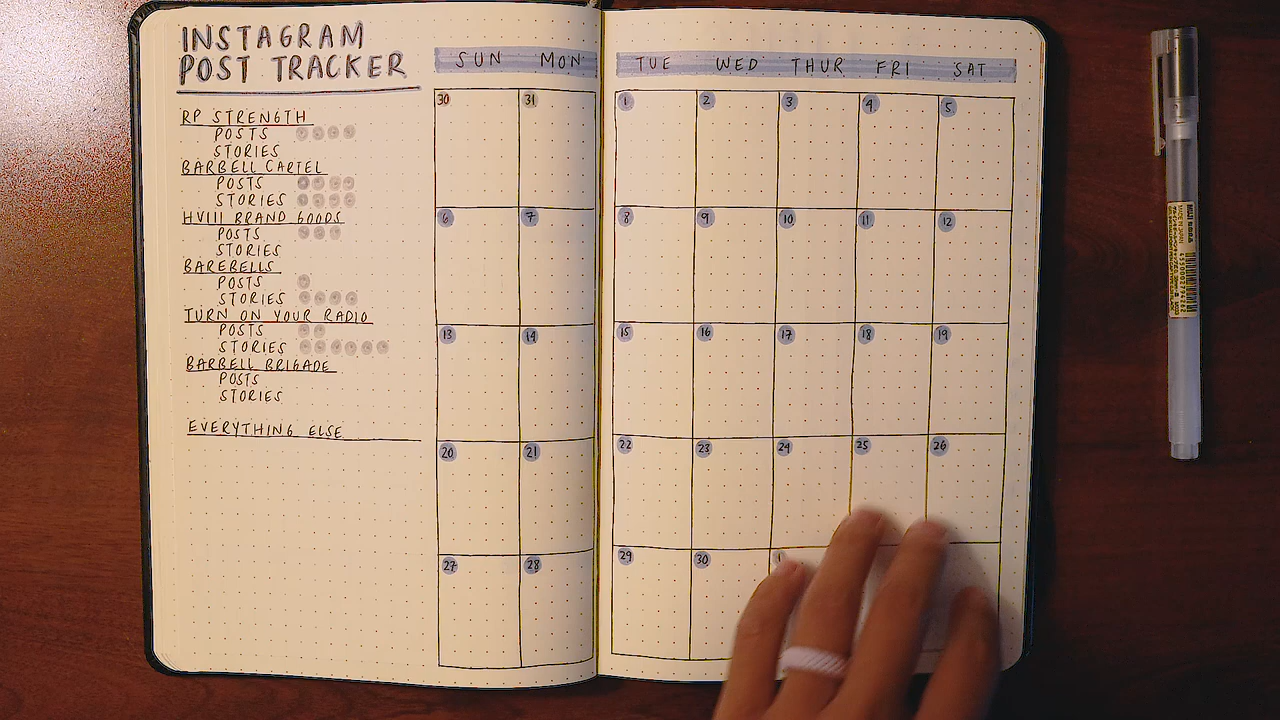 INSTAGRAM
POST TRACKER
RP STRENGTH
POSTS
STORIES
BARBELL CARTEL
POSTS
STORIES
HVIII BRAND GOODS
POSTS
STORIES
BAREBELLS
POSTS
STORIES
TURN ON YOUR RADIO
POSTS
STORIES
BARBELL BRIGADE
POSTS
STORIES
EVERYTHING ELSE
SUN MON TUE WED THUR FRI SAT
30 31 1 2 3 4 5
6 7 8 9 10 11 12
13 14 15 16 17 18 19
20 21 22 23 24 25 26
27 28 29 30 1